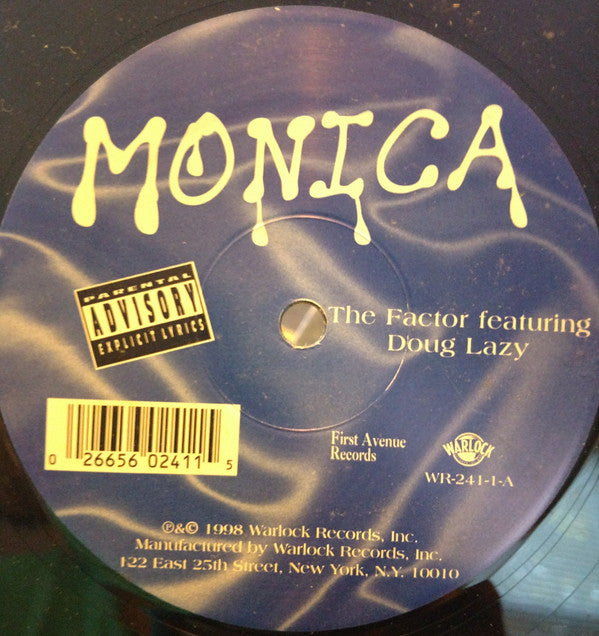 MONICA
PARENTAL
ADVISORY
EXPLICIT LYRICS
The Factor featuring
Doug Lazy
0 26656 02411 5
First Avenue
Records
WARLOCK
WR-241-1-A
℗&© 1998 Warlock Records, Inc.
Manufactured by Warlock Records, Inc.
122 East 25th Street, New York, N.Y. 10010